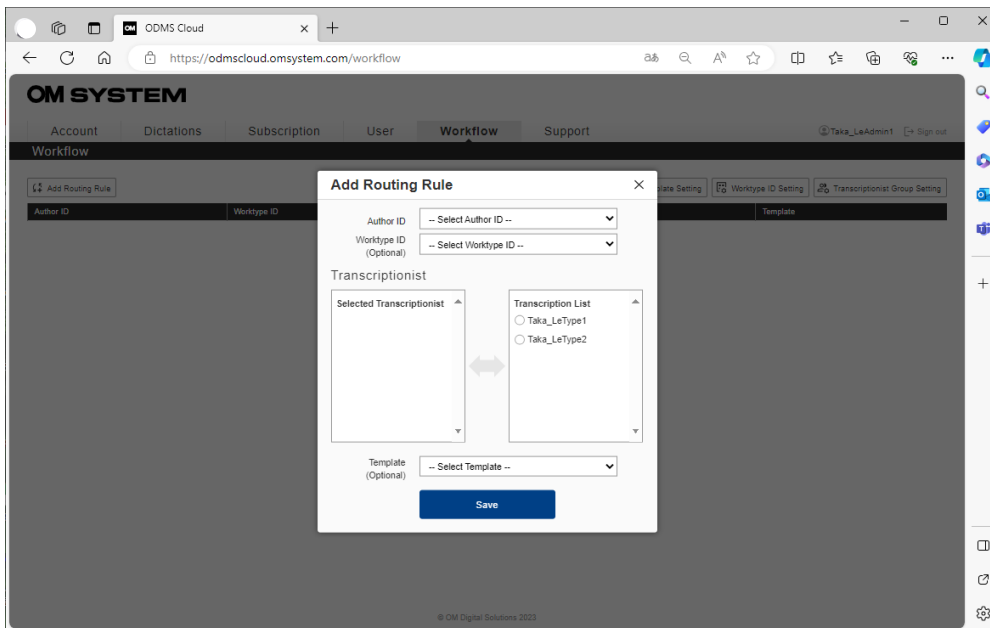 OM ODMS Cloud
https://odmscloud.omsystem.com/workflow
OM SYSTEM
Account Dictations Subscription User Workflow Support Taka_LeAdmin1 Sign out
Workflow
Add Routing Rule plate Setting Worktype ID Setting Transcriptionist Group Setting
Author ID Worktype ID Template
Add Routing Rule
Author ID -- Select Author ID --
Worktype ID
(Optional) -- Select Worktype ID --
Transcriptionist
Selected Transcriptionist Transcription List
Taka_LeType1
Taka_LeType2
Template
(Optional) -- Select Template --
Save
© OM Digital Solutions 2023